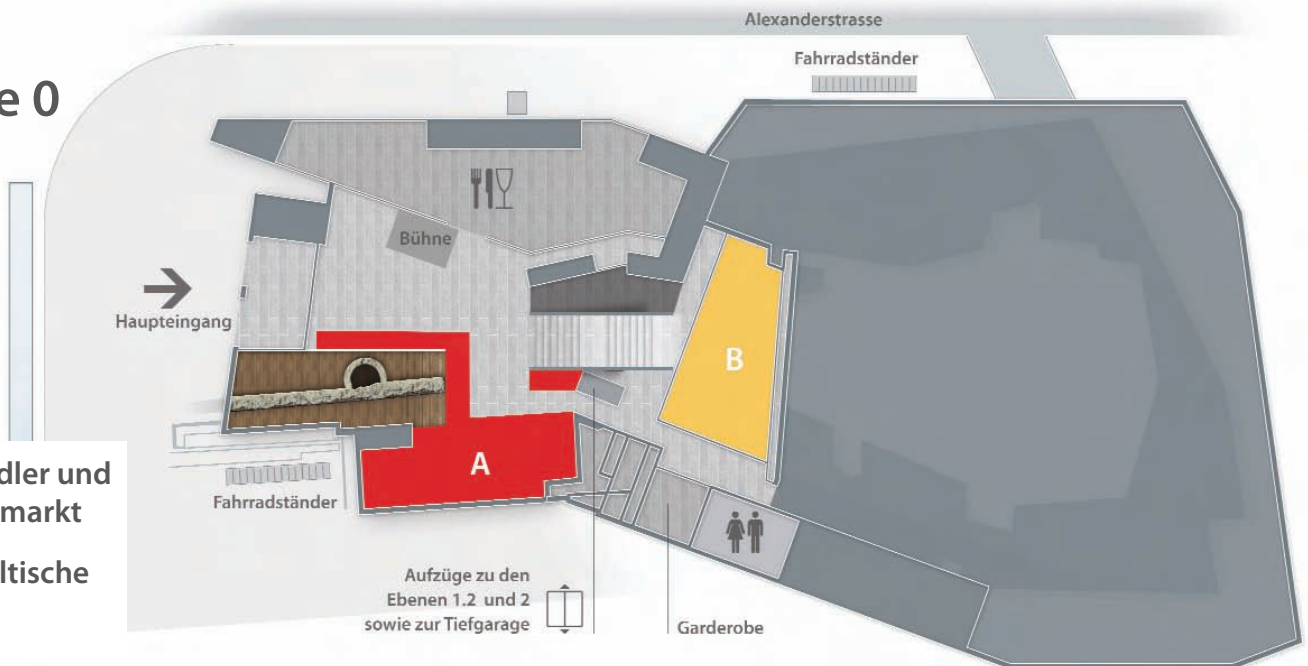 Alexanderstrasse
Fahrradständer
e 0
Bühne
Haupteingang
B
A
dler und
markt
ltische
Fahrradständer
Aufzüge zu den
Ebenen 1.2 und 2
sowie zur Tiefgarage
Garderobe